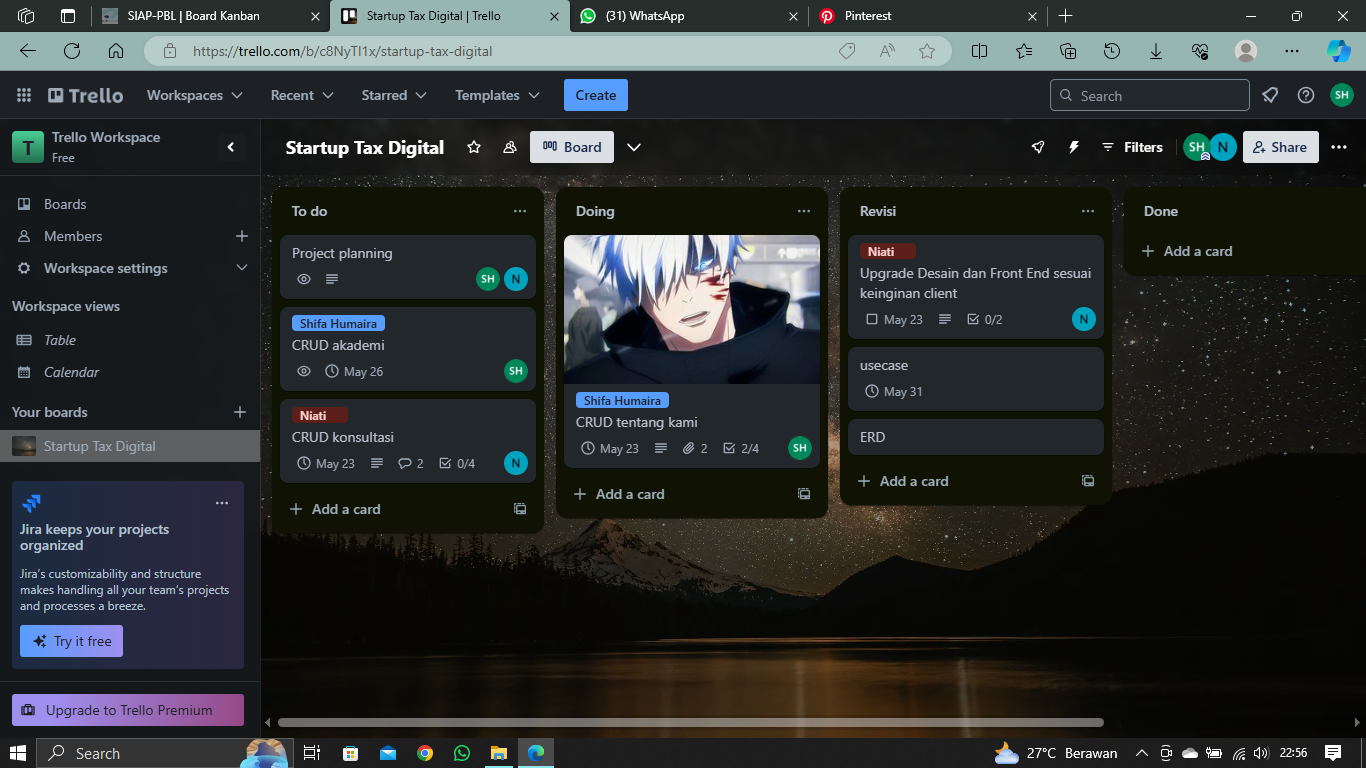 SIAP-PBL | Board Kanban
Startup Tax Digital | Trello
(31) WhatsApp
Pinterest
https://trello.com/b/c8NyTI1x/startup-tax-digital
Trello
Workspaces
Recent
Starred
Templates
Create
Search
SH
T
Trello Workspace
Free
Startup Tax Digital
Board
Filters
SH
N
Share
Boards
Members
Workspace settings
Workspace views
Table
Calendar
Your boards
Startup Tax Digital
Jira keeps your projects
organized
Jira's customizability and structure
makes handling all your team's projects
and processes a breeze.
Try it free
Upgrade to Trello Premium
To do
Project planning
SH N
Shifa Humaira
CRUD akademi
May 26
SH
Niati
CRUD konsultasi
May 23 2 0/4
N
Add a card
Doing
Shifa Humaira
CRUD tentang kami
May 23 2 2/4
SH
Add a card
Revisi
Niati
Upgrade Desain dan Front End sesuai
keinginan client
May 23 0/2
N
usecase
May 31
ERD
Add a card
Done
Add a card
Search
27°C Berawan
22:56